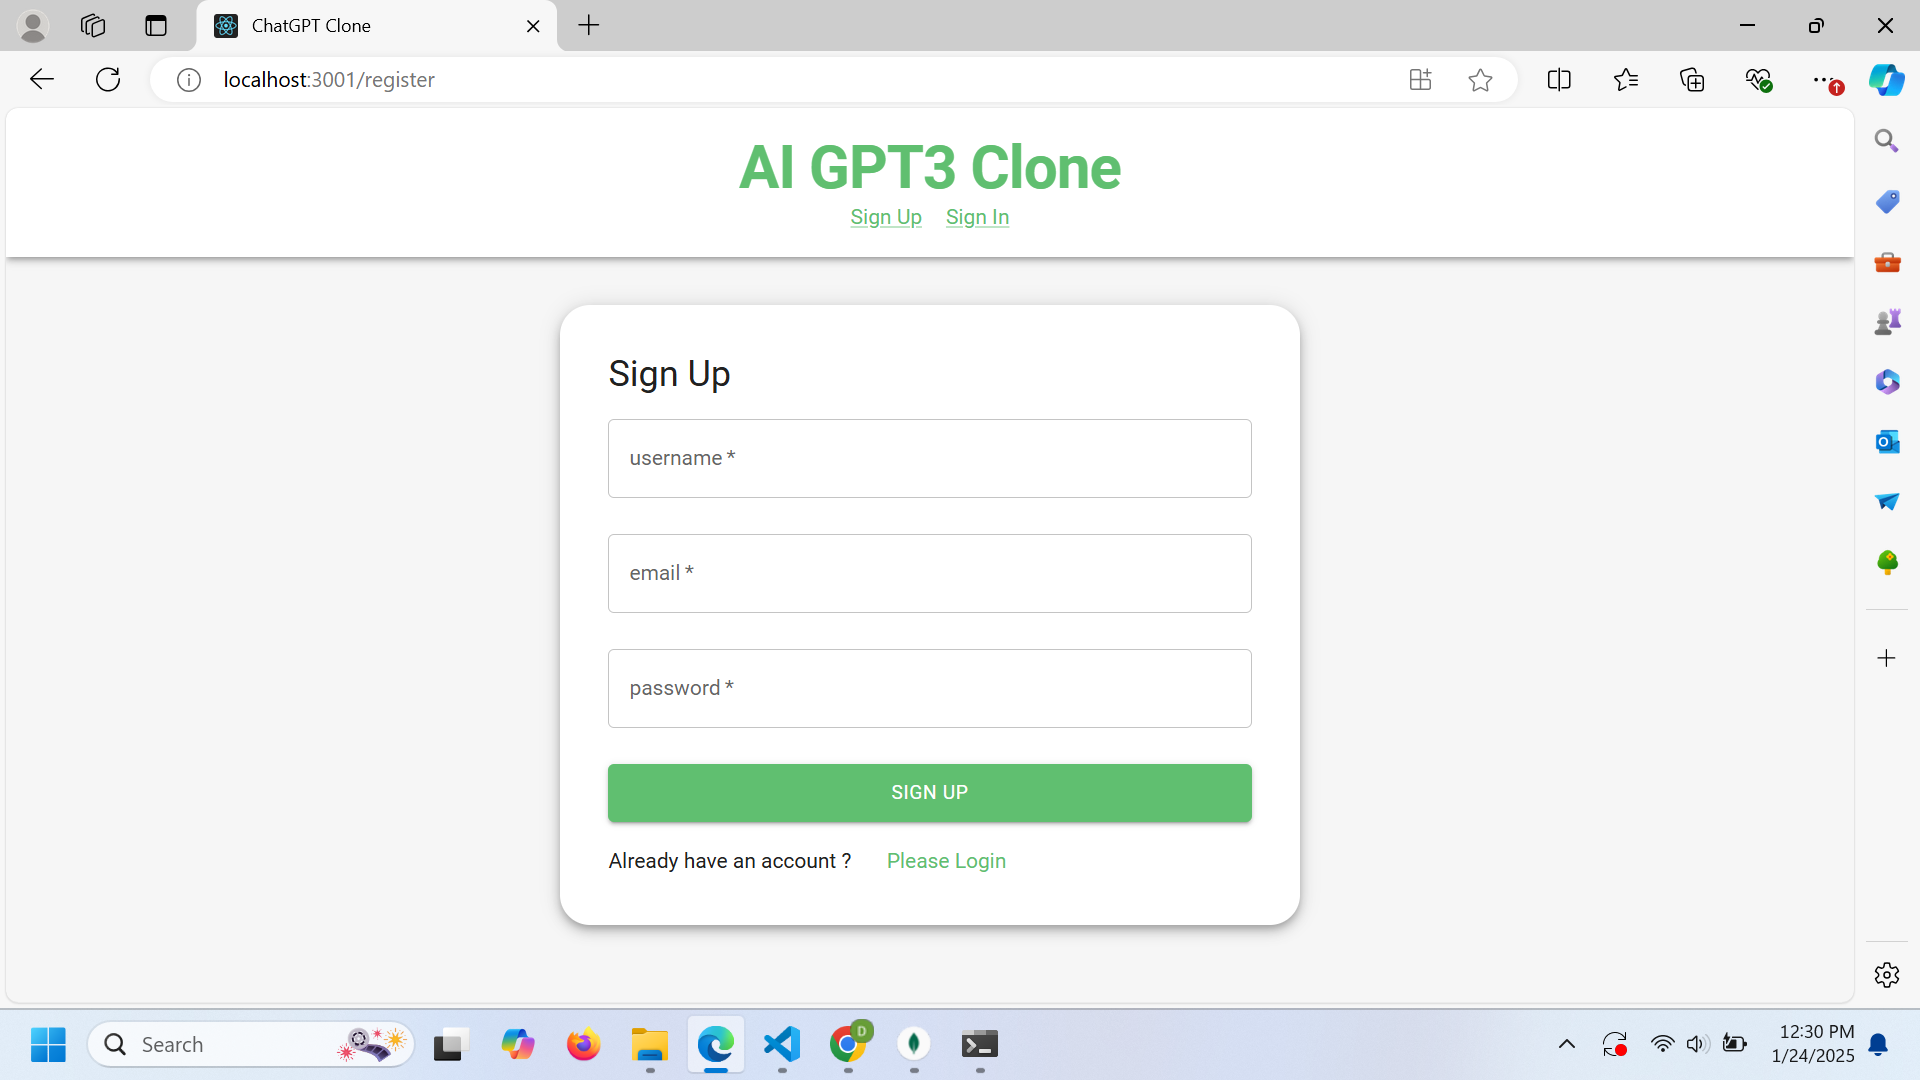 ChatGPT Clone
localhost:3001/register
AI GPT3 Clone
Sign Up Sign In
Sign Up
username *
email *
password *
SIGN UP
Already have an account ? Please Login
Search
D
12:30 PM
1/24/2025